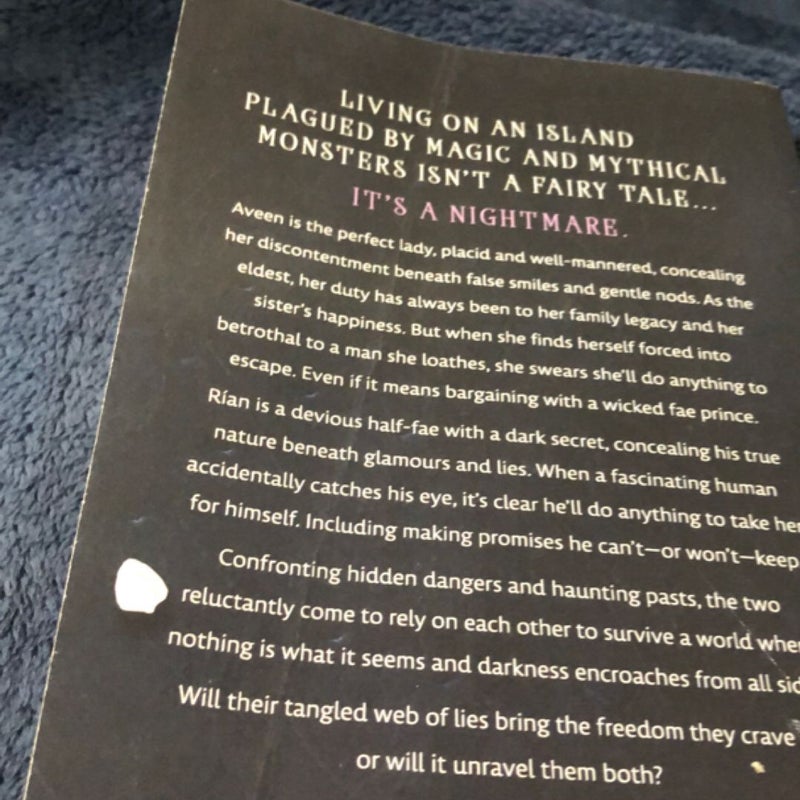 LIVING ON AN ISLAND
PLAGUED BY MAGIC AND MYTHICAL
MONSTERS ISN'T A FAIRY TALE...
IT'S A NIGHTMARE.
Aveen is the perfect lady, placid and well-mannered, concealing
her discontentment beneath false smiles and gentle nods. As the
eldest, her duty has always been to her family legacy and her
sister's happiness. But when she finds herself forced into
betrothal to a man she loathes, she swears she'll do anything to
escape. Even if it means bargaining with a wicked fae prince.
Rían is a devious half-fae with a dark secret, concealing his true
nature beneath glamours and lies. When a fascinating human
accidentally catches his eye, it's clear he'll do anything to take her
for himself. Including making promises he can't—or won't—keep
Confronting hidden dangers and haunting pasts, the two
reluctantly come to rely on each other to survive a world
nothing is what it seems and darkness encroaches from all
Will their tangled web of lies bring the freedom they crave
or will it unravel them both?